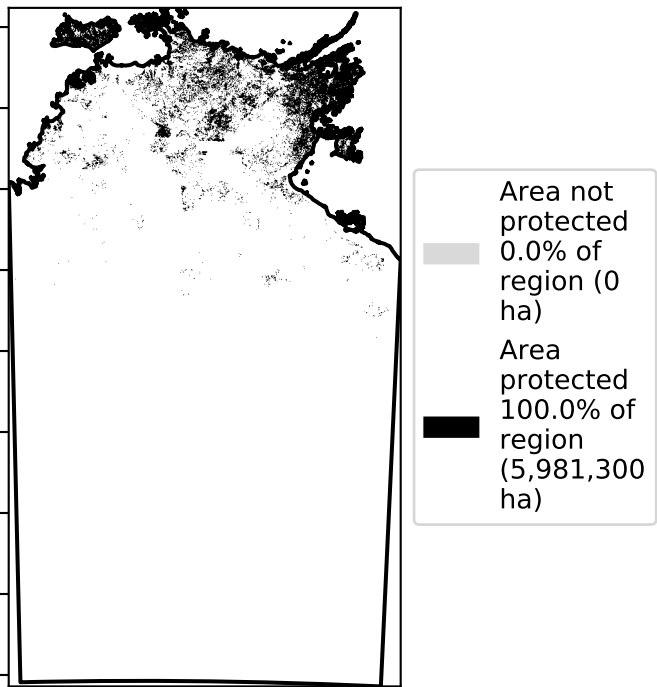 Area not
protected
0.0% of
region (0
ha)
Area
protected
100.0% of
region
(5,981,300
ha)